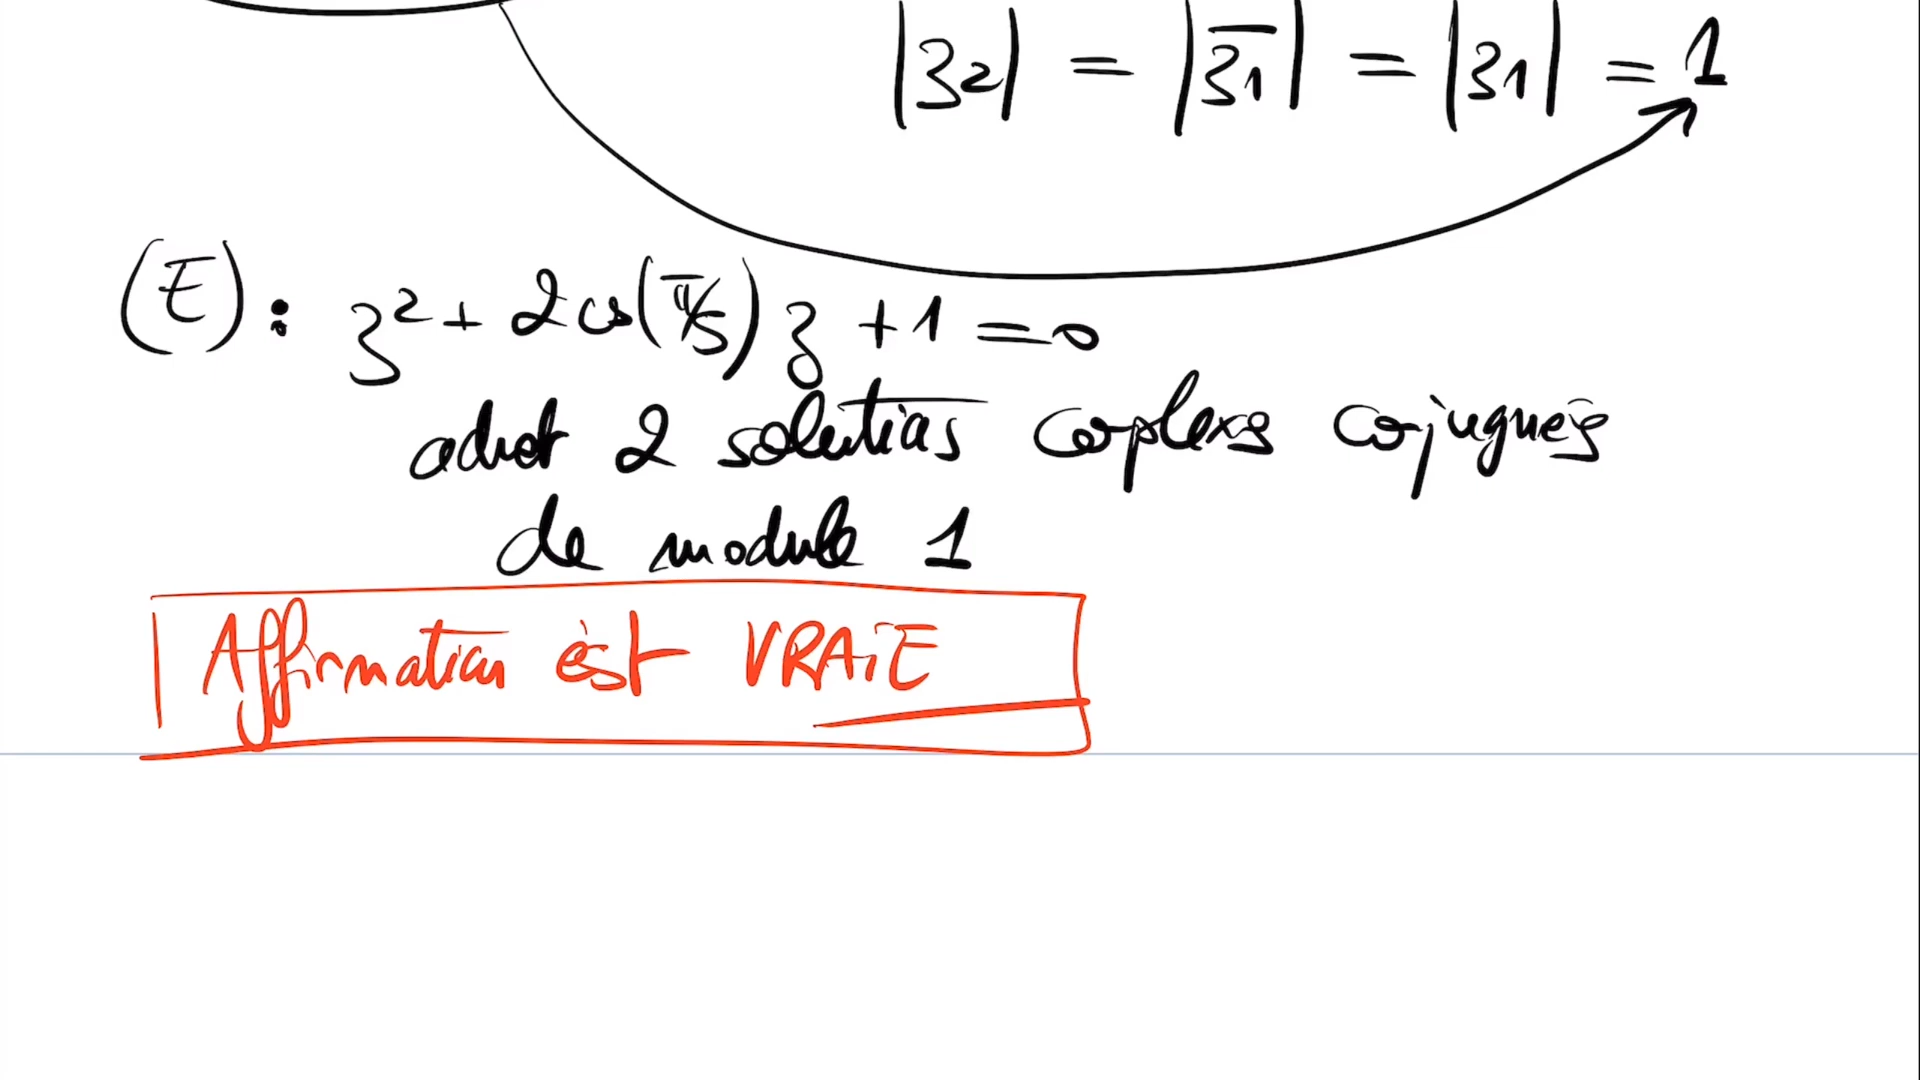 |z2| = |z̅1| = |z1| = 1
(E) : z² + 2cos(π/5) z + 1 = 0
admet 2 solutions complexes conjuguées
de module 1
Affirmation est VRAiE